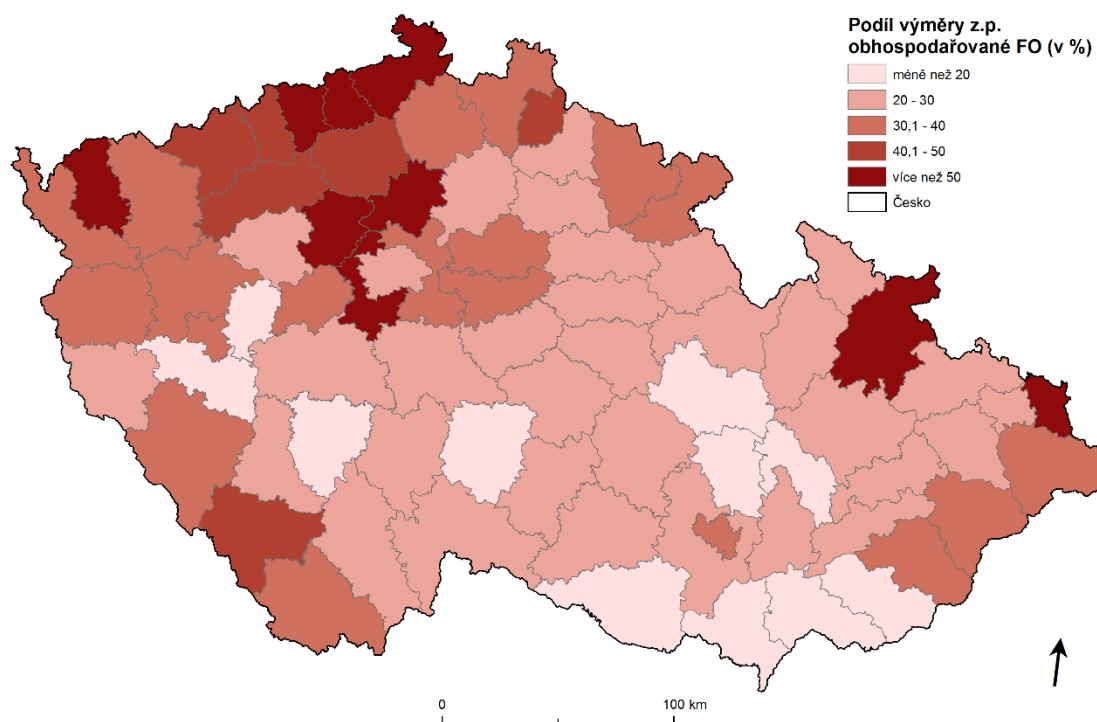 Podíl výměry z.p.
obhospodařované FO (v %)
méně než 20
20 - 30
30,1 - 40
40,1 - 50
více než 50
Česko
0 100 km